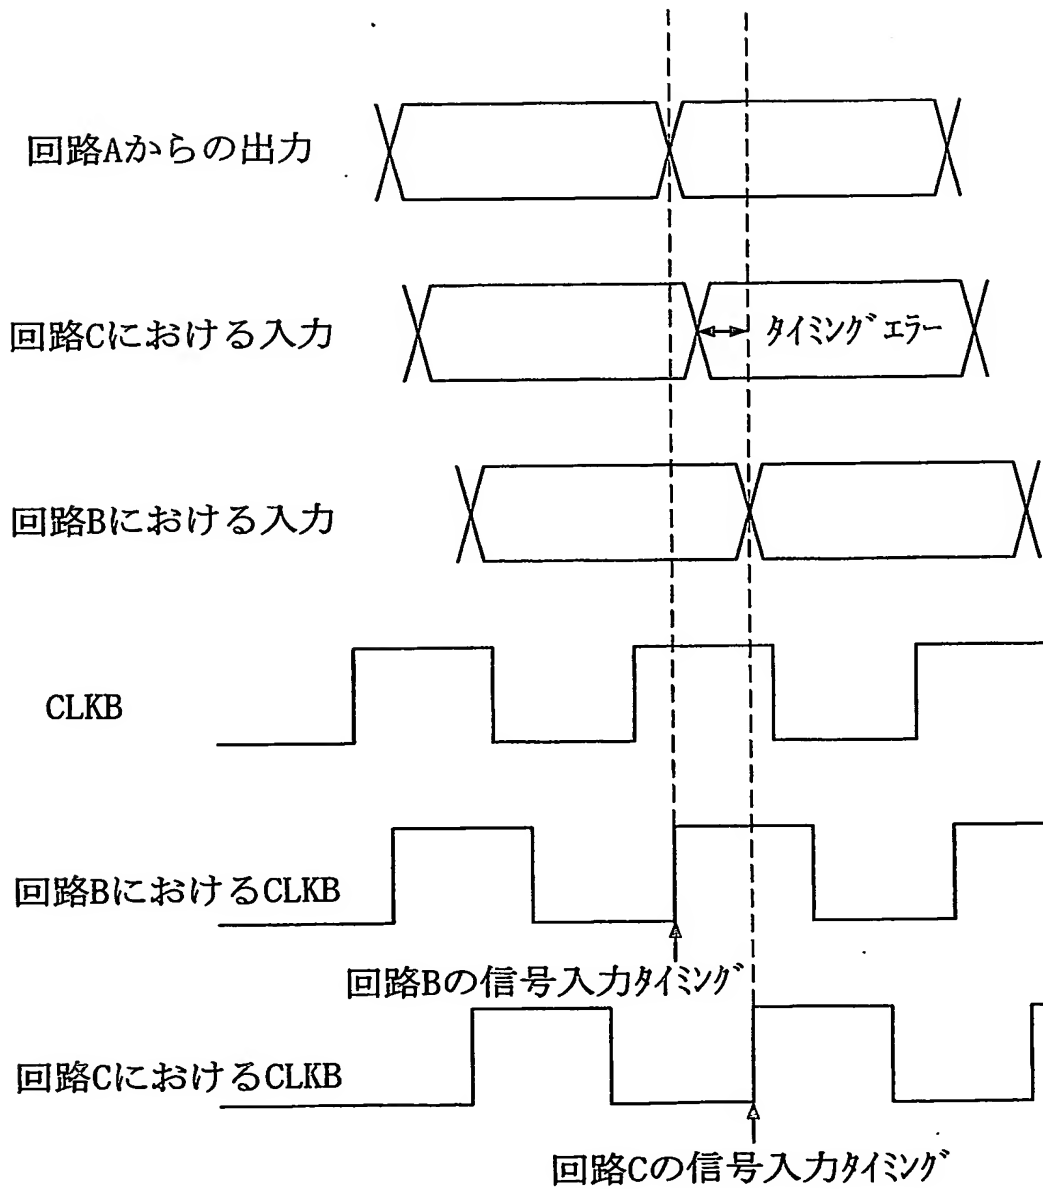 回路Aからの出力
回路Cにおける入力
タイミングエラー
回路Bにおける入力
CLKB
回路BにおけるCLKB
回路Bの信号入力タイミング
回路CにおけるCLKB
回路Cの信号入力タイミング